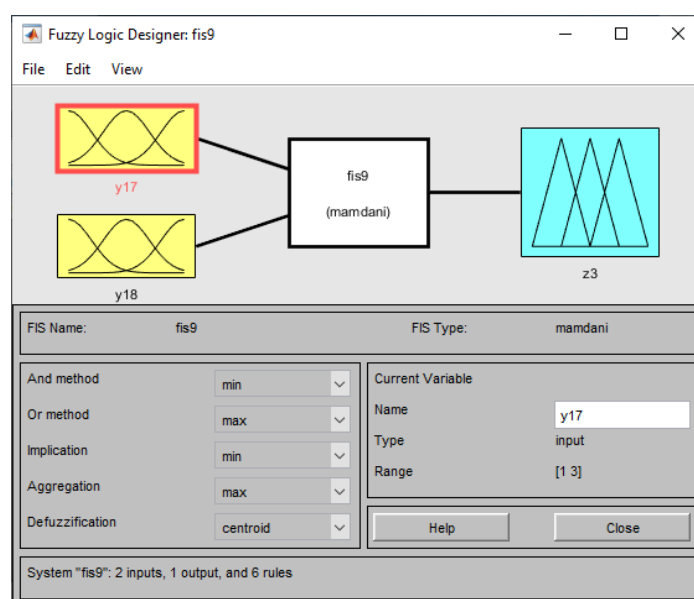 Fuzzy Logic Designer: fis9
File Edit View
y17
fis9
(mamdani)
y18
z3
FIS Name: fis9 FIS Type: mamdani
And method min
Or method max
Implication min
Aggregation max
Defuzzification centroid
Current Variable
Name y17
Type input
Range [1 3]
Help Close
System "fis9": 2 inputs, 1 output, and 6 rules